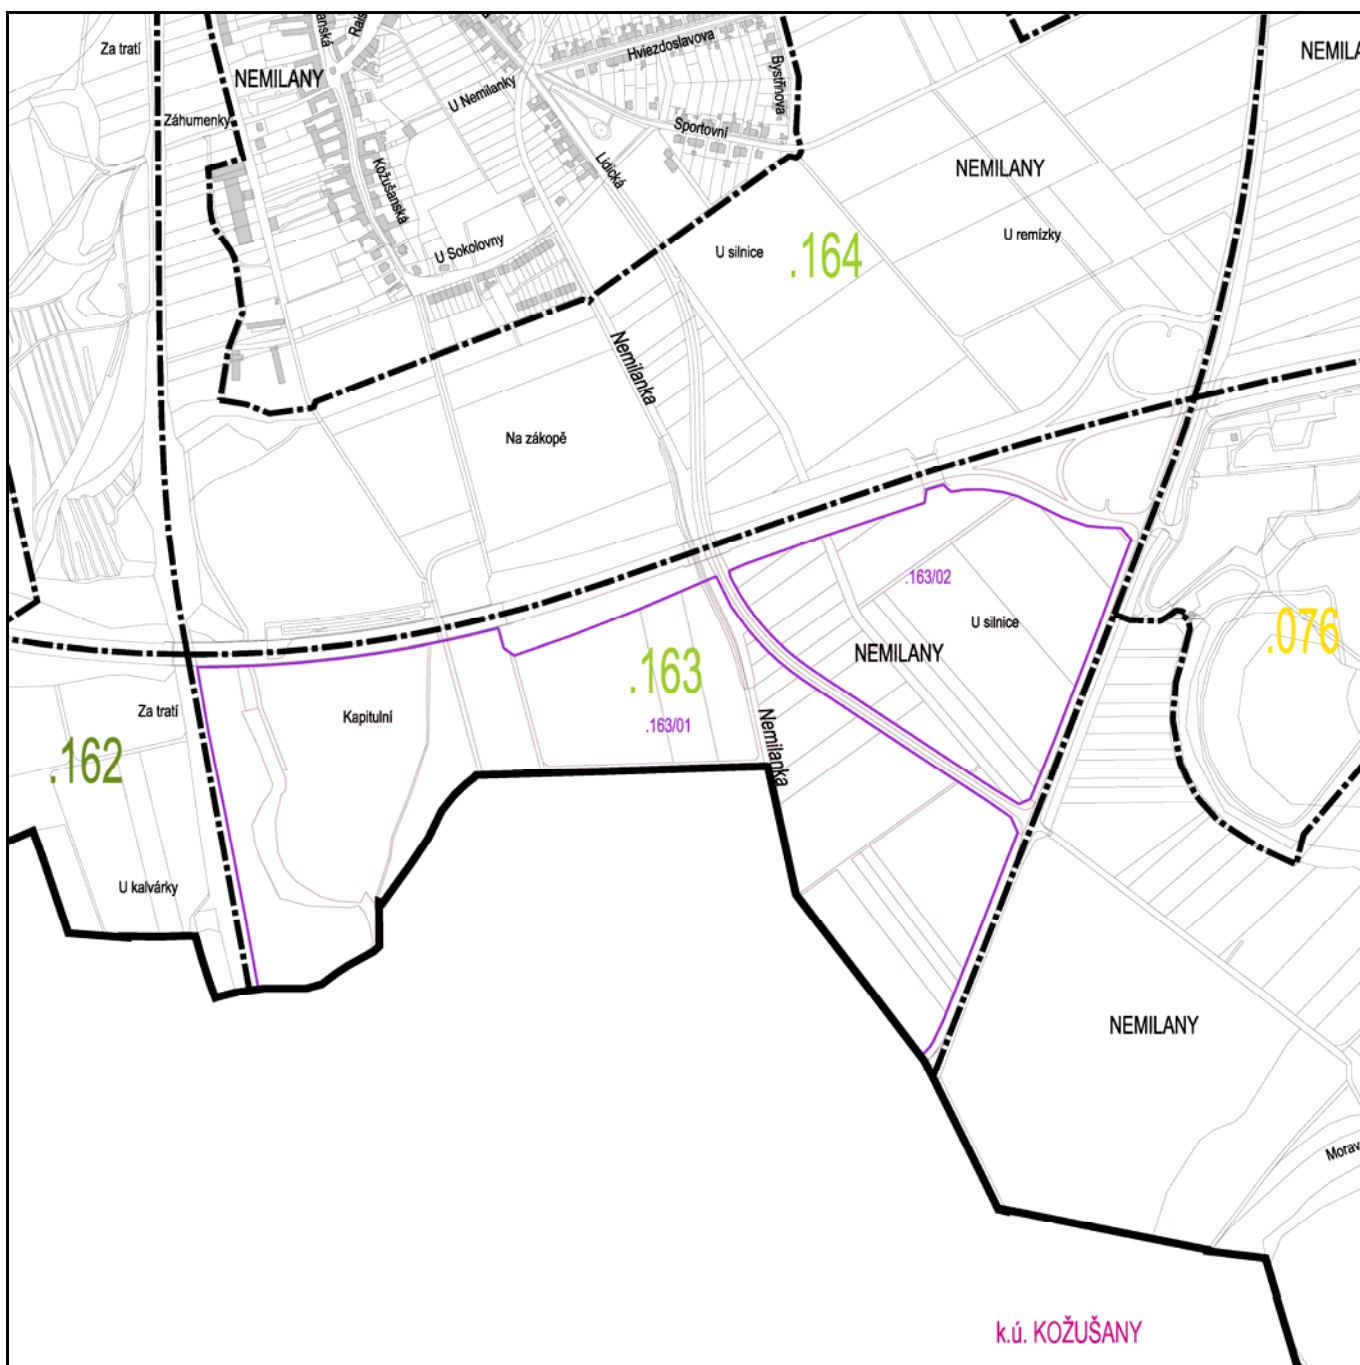 Za tratí
NEMILANY
Záhumenky
Kožušanská
U Nemilanky
Hviezdoslavova
Bystřinova
Sportovní
Lidická
U Sokolovny
NEMILANY
U silnice
.164
U remízky
Nemilanka
Na zákopě
.163/02
U silnice
NEMILANY
.163
.163/01
Nemilanka
.076
Za tratí
Kapitulní
.162
U kalvárky
NEMILANY
k.ú. KOŽUŠANY